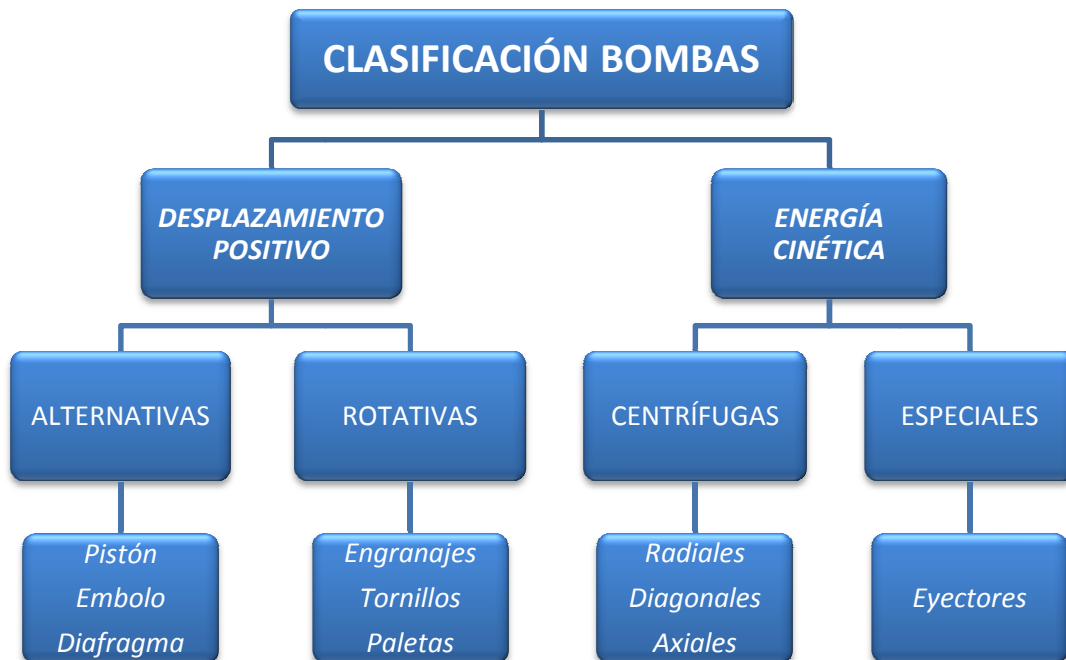 CLASIFICACIÓN BOMBAS
DESPLAZAMIENTO
POSITIVO
ENERGÍA
CINÉTICA
ALTERNATIVAS
ROTATIVAS
CENTRÍFUGAS
ESPECIALES
Pistón
Embolo
Diafragma
Engranajes
Tornillos
Paletas
Radiales
Diagonales
Axiales
Eyectores